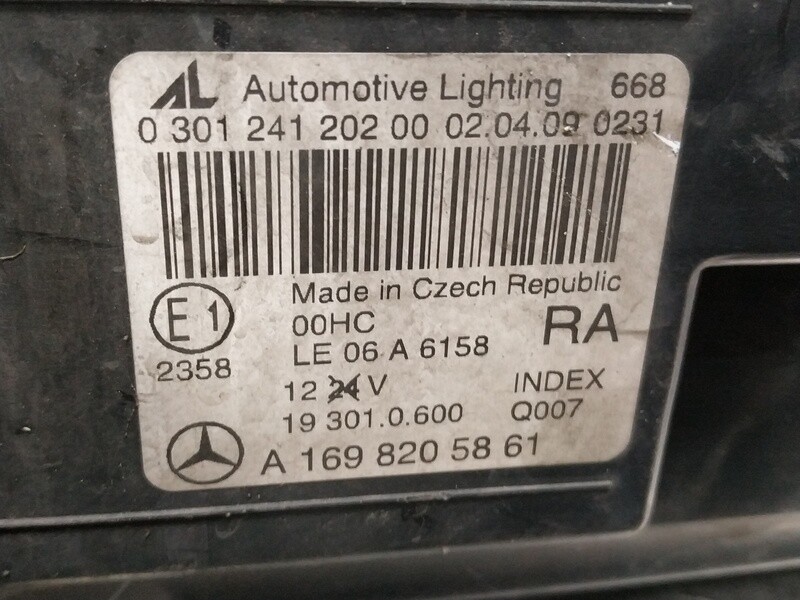 AL Automotive Lighting 668
0 301 241 202 00 02.04.09 0231
Made in Czech Republic
E1
00HC
RA
2358
LE 06 A 6158
12 24 V
INDEX
19 301.0.600
Q007
A 169 820 58 61